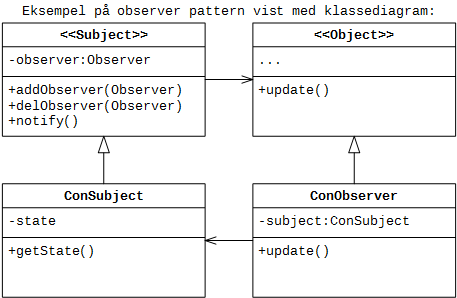 Eksempel på observer pattern vist med klassediagram:
<<Subject>>
-observer:Observer
+addObserver(Observer)
+delObserver(Observer)
+notify()
<<Object>>
...
+update()
ConSubject
-state
+getState()
ConObserver
-subject:ConSubject
+update()